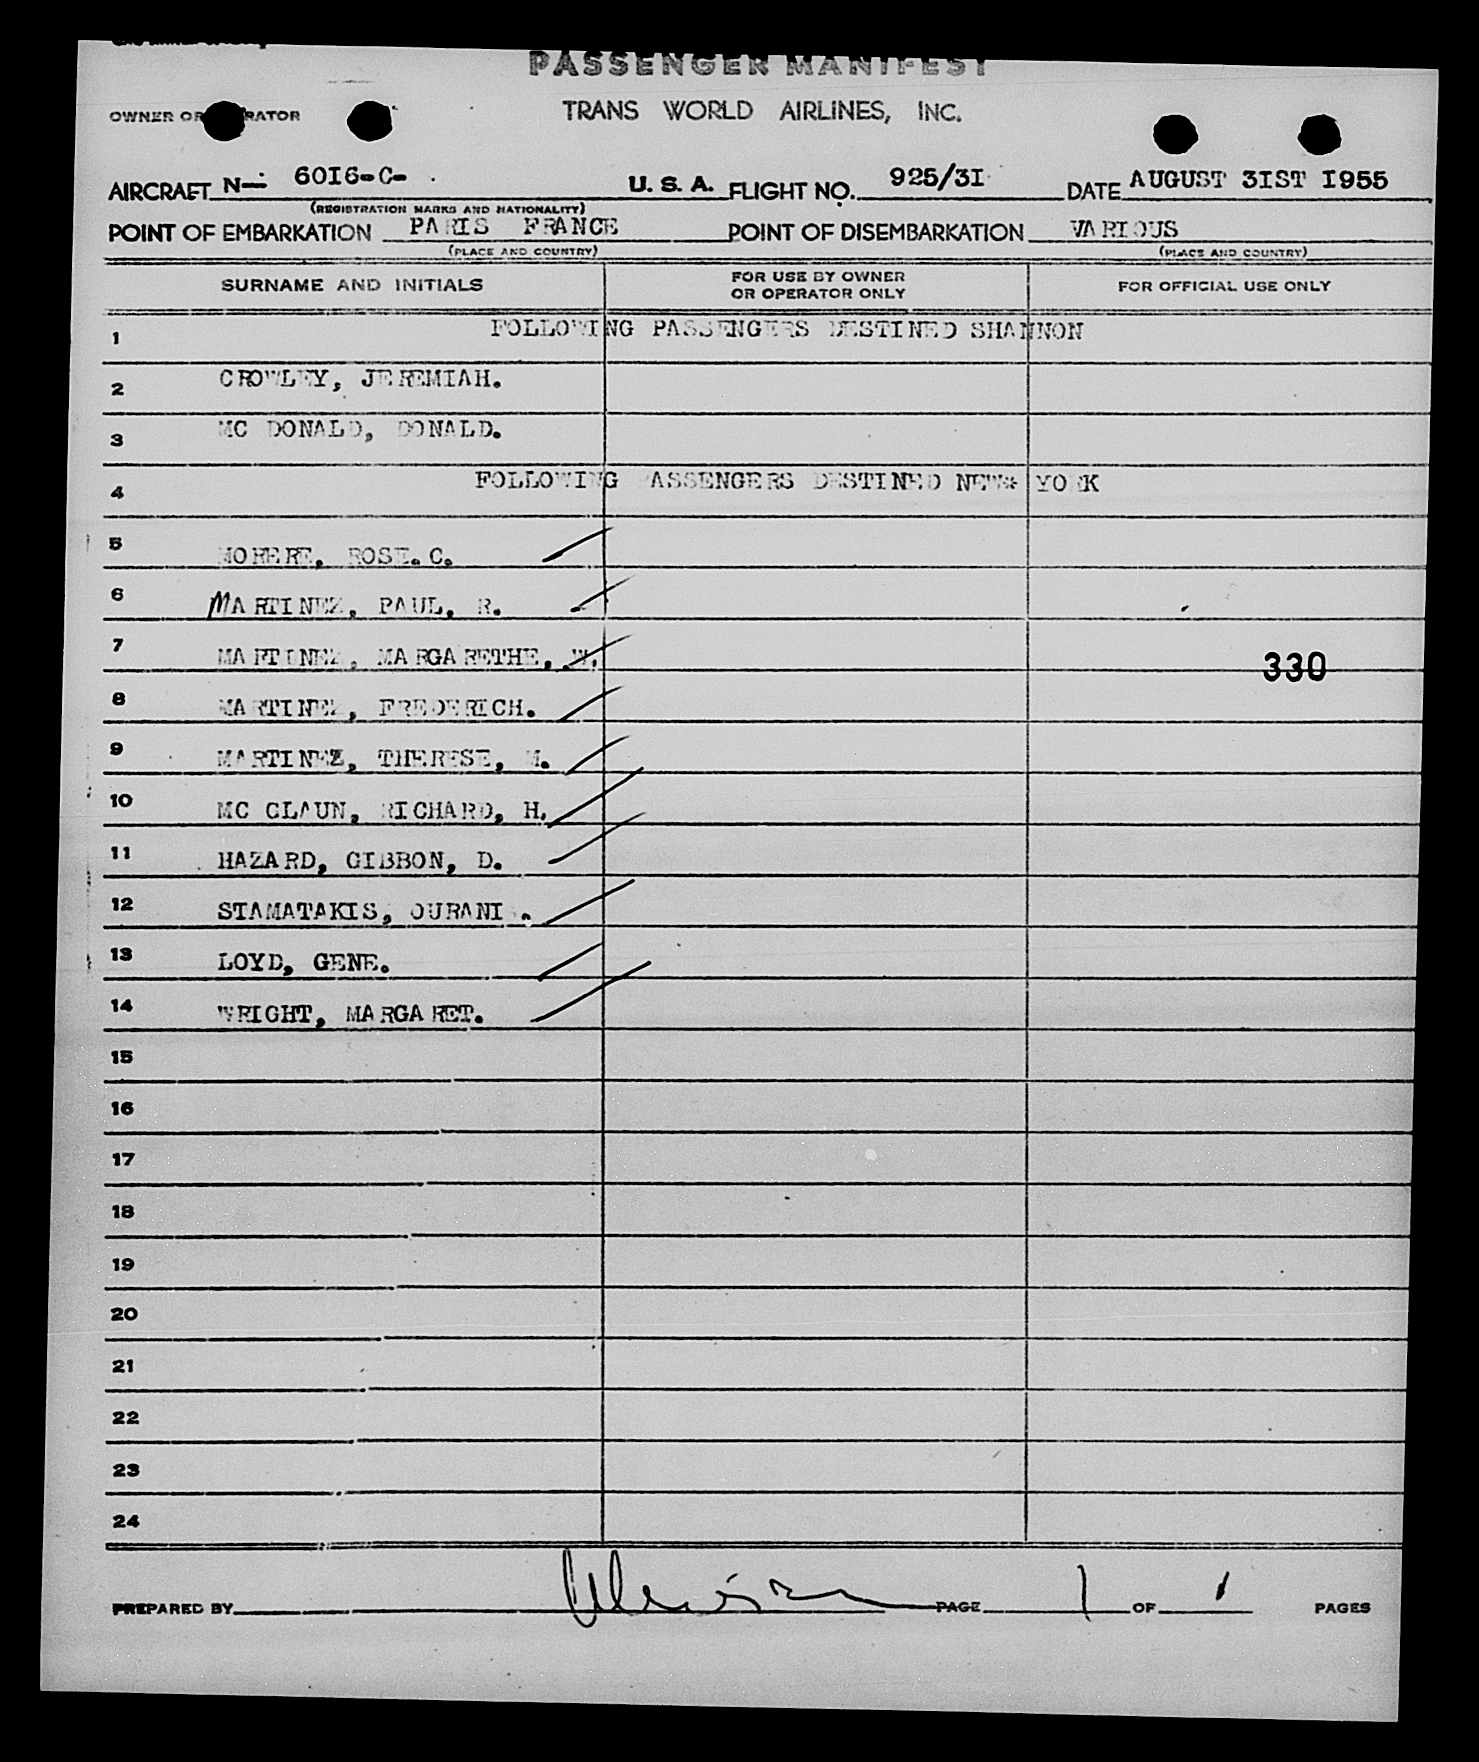 PASSENGER MANIFEST
OWNER OR OPERATOR
TRANS WORLD AIRLINES, INC.
AIRCRAFT N- 6016-C- U. S. A. FLIGHT NO. 925/31 DATE AUGUST 31ST 1955
(REGISTRATION MARKS AND NATIONALITY)
POINT OF EMBARKATION PARIS FRANCE POINT OF DISEMBARKATION VARIOUS
(PLACE AND COUNTRY) (PLACE AND COUNTRY)
SURNAME AND INITIALS FOR USE BY OWNER OR OPERATOR ONLY FOR OFFICIAL USE ONLY
1 FOLLOWING PASSENGERS DESTINED SHANNON
2 CROWLEY, JEREMIAH.
3 MC DONALD, DONALD.
4 FOLLOWING PASSENGERS DESTINED NEW YORK
5 ROSE. C.
6 MARTINEZ, PAUL, R.
7 MARTINEZ, MARGARETHE, W. 330
8 MARTINEZ, FREDERICH.
9 MARTINEZ, THERESE, M.
10 MC CLAUN, RICHARD, H.
11 HAZARD, GIBBON, D.
12 STAMATAKIS, OURANI .
13 LOYD, GENE.
14 WRIGHT, MARGARET.
15
16
17
18
19
20
21
22
23
24
PREPARED BY PAGE 1 OF 1 PAGES